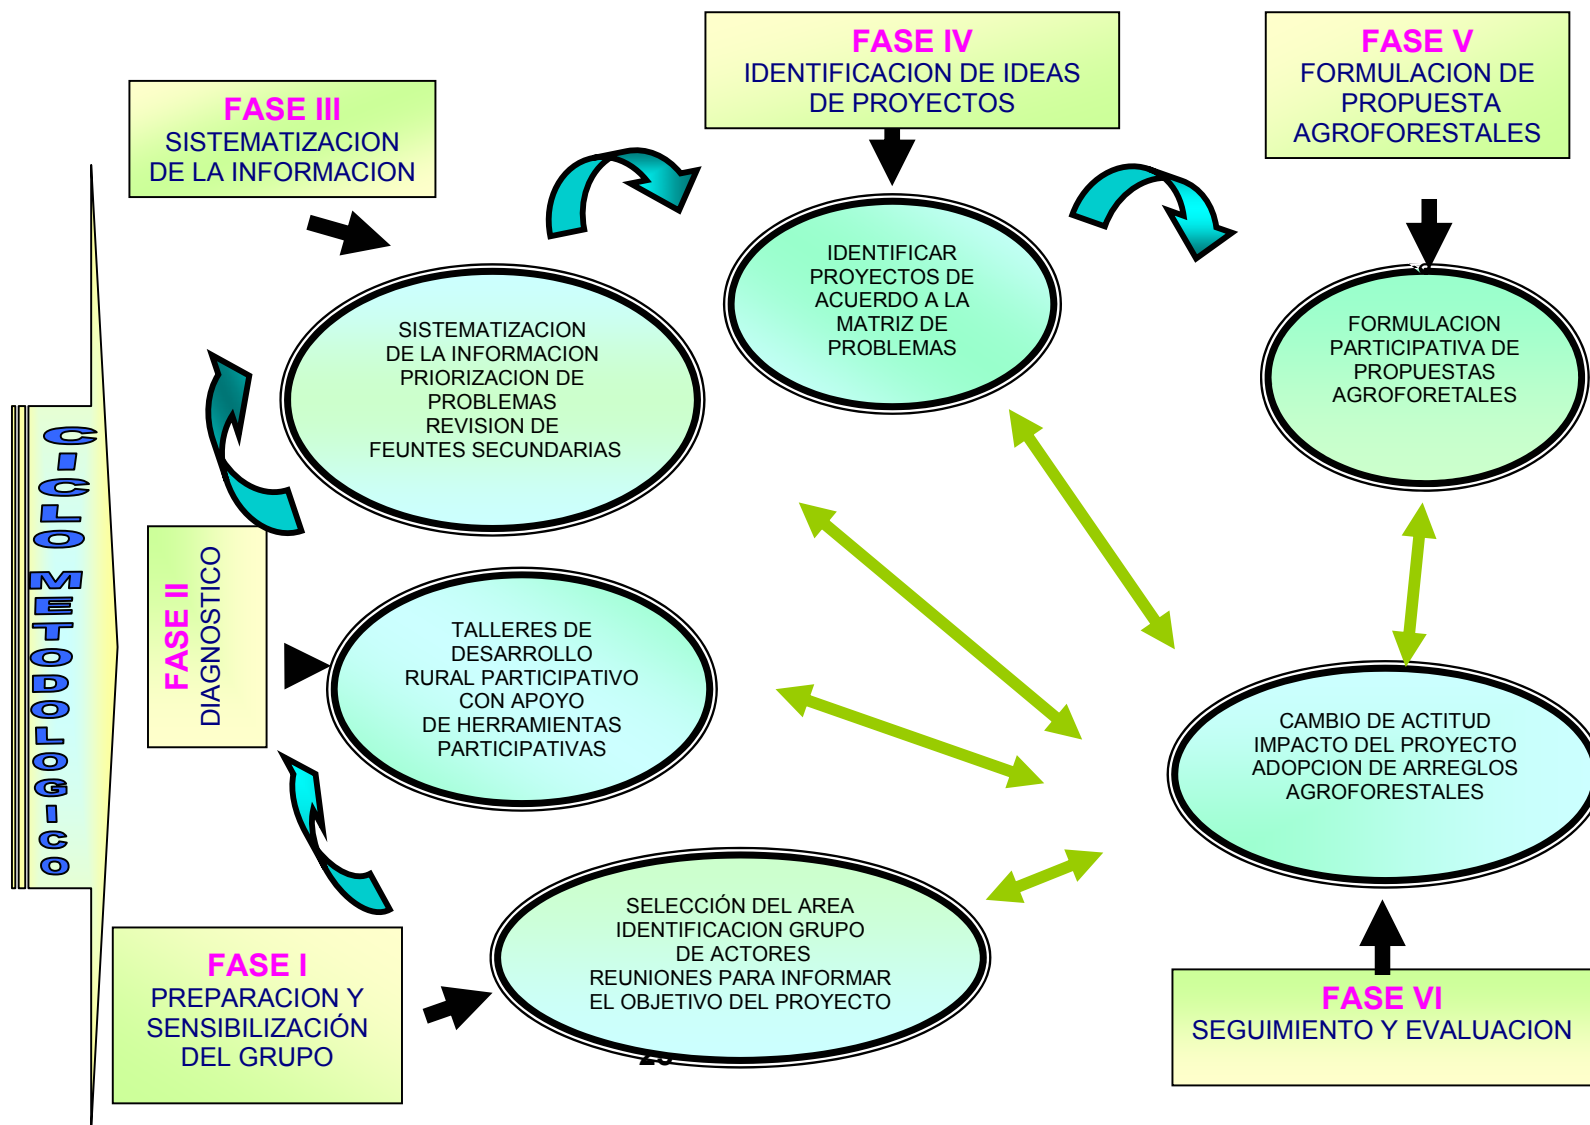 CICLO METODOLOGICO
FASE I
PREPARACION Y
SENSIBILIZACIÓN
DEL GRUPO
SELECCIÓN DEL AREA
IDENTIFICACION GRUPO
DE ACTORES
REUNIONES PARA INFORMAR
EL OBJETIVO DEL PROYECTO
FASE II
DIAGNOSTICO
TALLERES DE
DESARROLLO
RURAL PARTICIPATIVO
CON APOYO
DE HERRAMIENTAS
PARTICIPATIVAS
FASE III
SISTEMATIZACION
DE LA INFORMACION
SISTEMATIZACION
DE LA INFORMACION
PRIORIZACION DE
PROBLEMAS
REVISION DE
FEUNTES SECUNDARIAS
FASE IV
IDENTIFICACION DE IDEAS
DE PROYECTOS
IDENTIFICAR
PROYECTOS DE
ACUERDO A LA
MATRIZ DE
PROBLEMAS
FASE V
FORMULACION DE
PROPUESTA
AGROFORESTALES
FORMULACION
PARTICIPATIVA DE
PROPUESTAS
AGROFORETALES
FASE VI
SEGUIMIENTO Y EVALUACION
CAMBIO DE ACTITUD
IMPACTO DEL PROYECTO
ADOPCION DE ARREGLOS
AGROFORESTALES